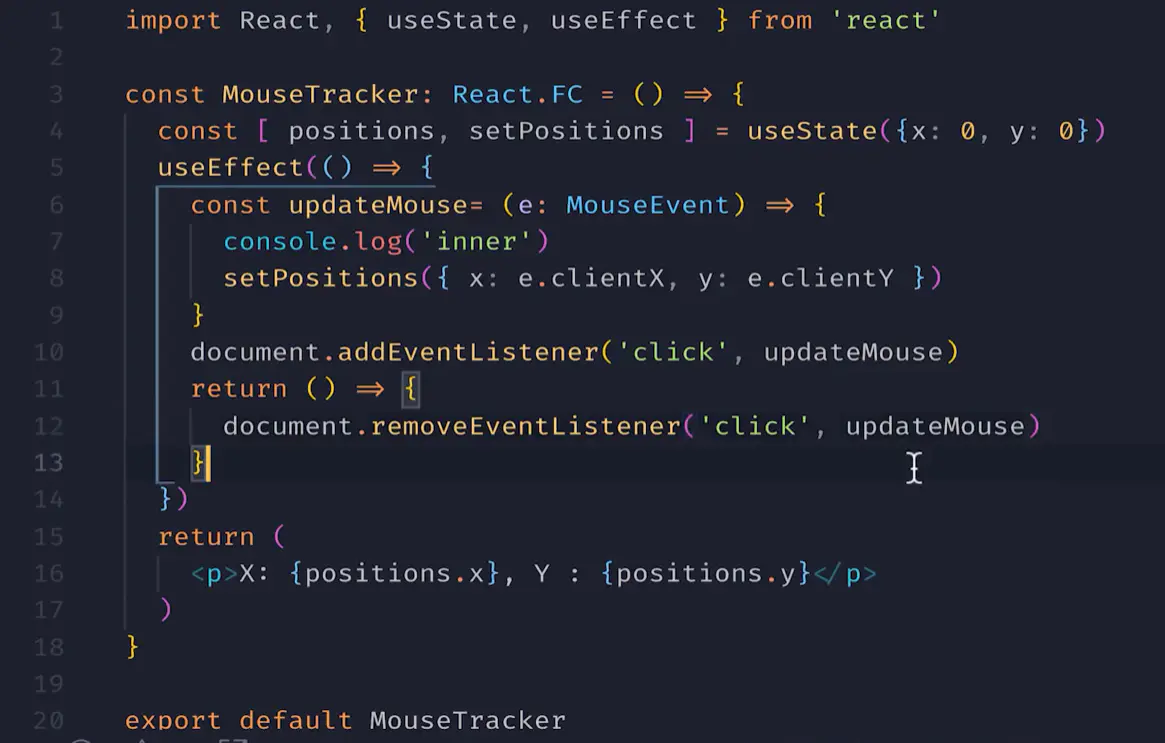 1 import React, { useState, useEffect } from 'react'
2
3 const MouseTracker: React.FC = () => {
4 const [ positions, setPositions ] = useState({x: 0, y: 0})
5 useEffect(() => {
6 const updateMouse= (e: MouseEvent) => {
7 console.log('inner')
8 setPositions({ x: e.clientX, y: e.clientY })
9 }
10 document.addEventListener('click', updateMouse)
11 return () => {
12 document.removeEventListener('click', updateMouse)
13 }
14 })
15 return (
16 <p>X: {positions.x}, Y : {positions.y}</p>
17 )
18 }
19
20 export default MouseTracker